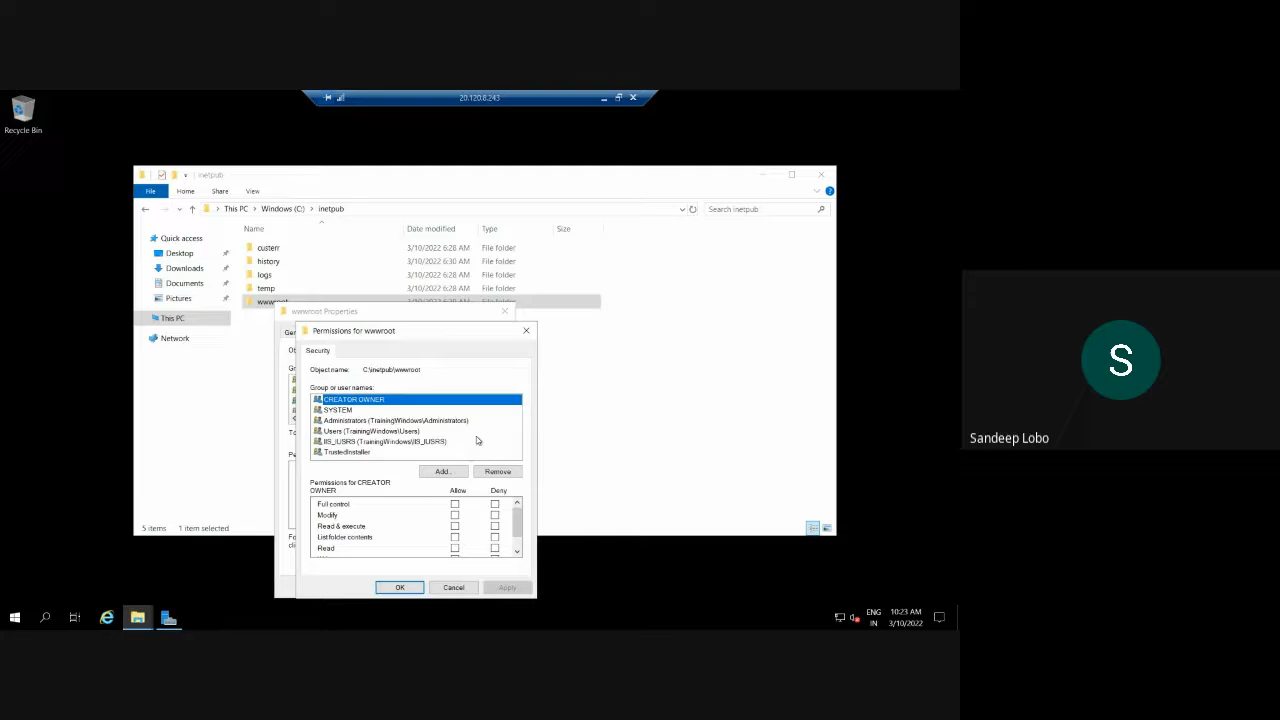 20.120.8.243
Recycle Bin
inetpub
File Home Share View
This PC Windows (C:) inetpub
Search inetpub
Name Date modified Type Size
Quick access
Desktop
Downloads
Documents
Pictures
This PC
Network
custerr 3/10/2022 6:28 AM File folder
history 3/10/2022 6:30 AM File folder
logs 3/10/2022 6:28 AM File folder
temp 3/10/2022 6:28 AM File folder
wwwroot Properties
Permissions for wwwroot
Security
Object name: C:\inetpub\wwwroot
Group or user names:
CREATOR OWNER
SYSTEM
Administrators (TrainingWindows\Administrators)
Users (TrainingWindows\Users)
IIS_IUSRS (TrainingWindows\IIS_IUSRS)
TrustedInstaller
Add... Remove
Permissions for CREATOR
OWNER Allow Deny
Full control
Modify
Read & execute
List folder contents
Read
OK Cancel Apply
5 items 1 item selected
ENG
IN
10:23 AM
3/10/2022
S
Sandeep Lobo